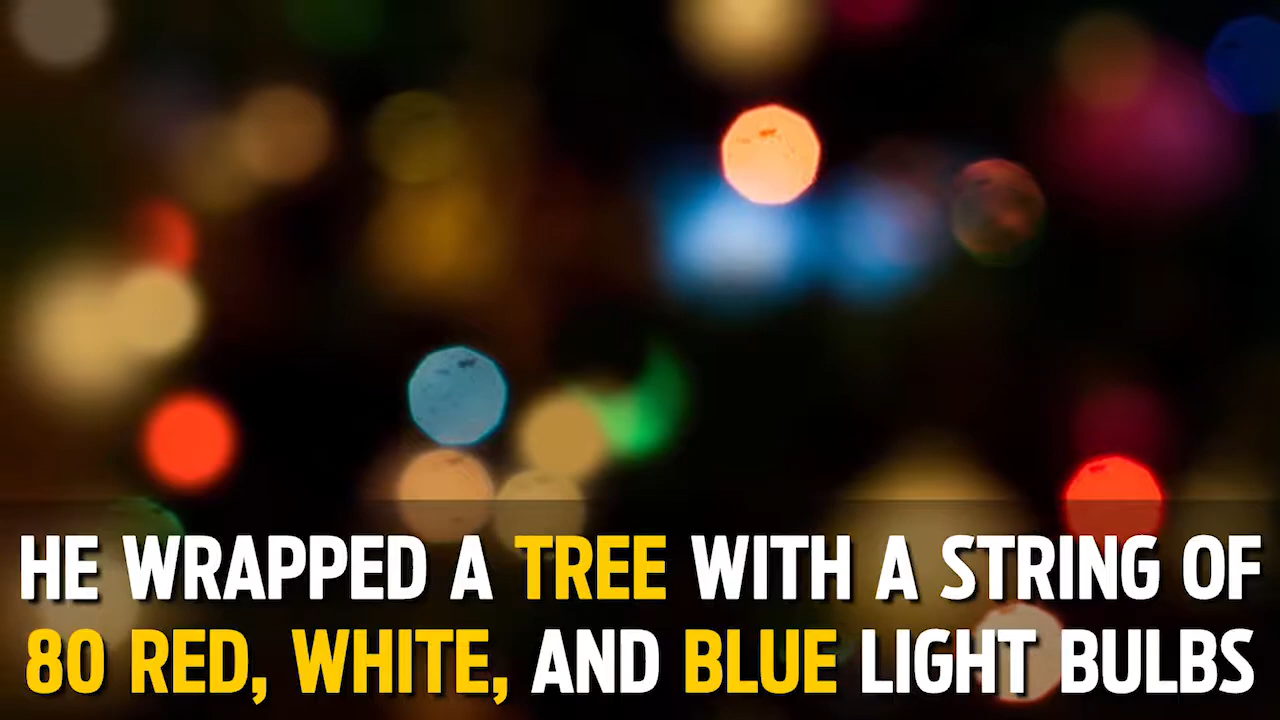 HE WRAPPED A TREE WITH A STRING OF
80 RED, WHITE, AND BLUE LIGHT BULBS